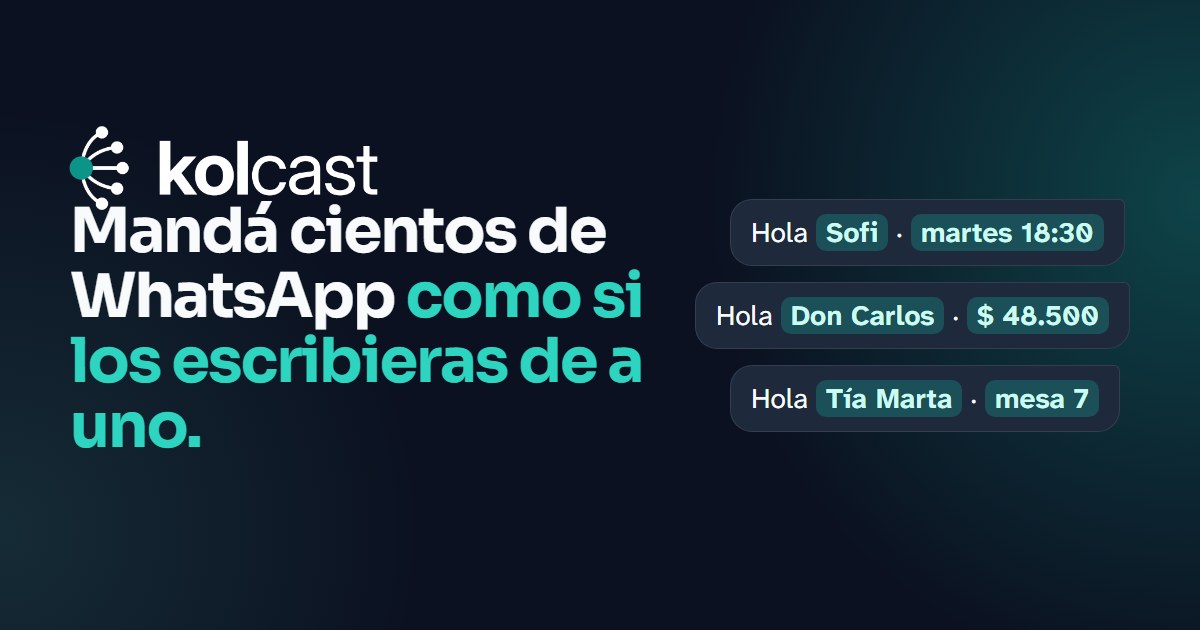 kolcast
Mandá cientos de
WhatsApp como si
los escribieras de a
uno.
Hola Sofi · martes 18:30
Hola Don Carlos · $ 48.500
Hola Tía Marta · mesa 7